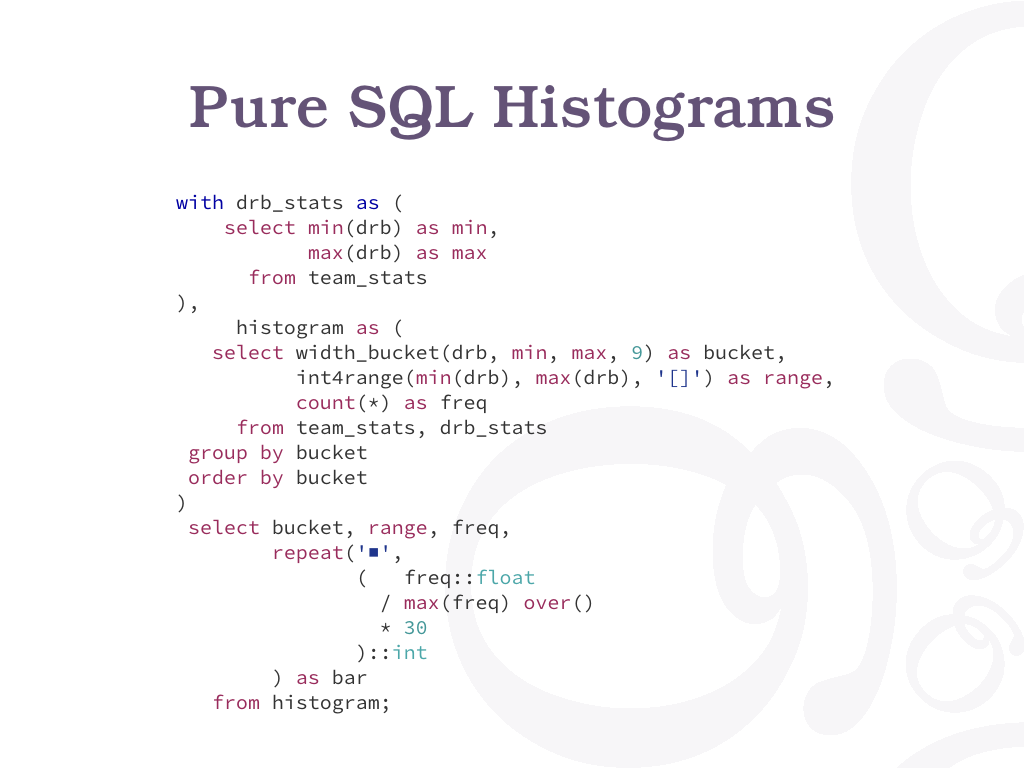 Pure SQL Histograms
with drb_stats as (
    select min(drb) as min,
           max(drb) as max
      from team_stats
),
     histogram as (
   select width_bucket(drb, min, max, 9) as bucket,
          int4range(min(drb), max(drb), '[]') as range,
          count(*) as freq
     from team_stats, drb_stats
 group by bucket
 order by bucket
)
 select bucket, range, freq,
        repeat('■',
               (   freq::float
                 / max(freq) over()
                 * 30
               )::int
        ) as bar
   from histogram;